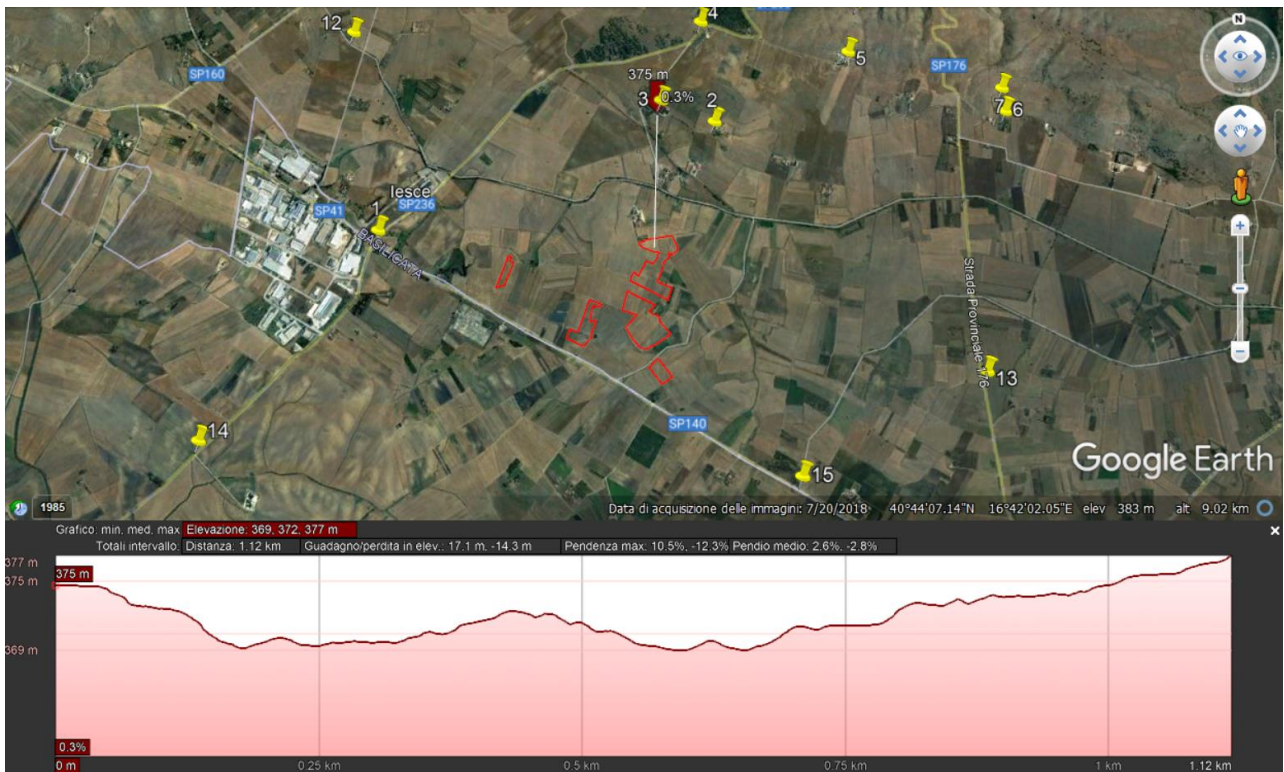 12
4
SP160
5
SP176
375 m
3
0.3%
2
7
6
N
Iesce
SP41
1
SP236
BASILICATA
Strada Provinciale 176
13
SP140
14
15
Google Earth
1985
Data di acquisizione delle immagini: 7/20/2018 40°44'07.14"N 16°42'02.05"E elev 383 m alt 9.02 km
Grafico: min. med. max Elevazione: 369, 372, 377 m
Totali intervallo: Distanza: 1.12 km Guadagno/perdita in elev.: 17.1 m, -14.3 m Pendenza max: 10.5%, -12.3% Pendio medio: 2.6%, -2.8%
377 m
375 m
375 m
369 m
0.3%
0 m 0.25 km 0.5 km 0.75 km 1 km 1.12 km